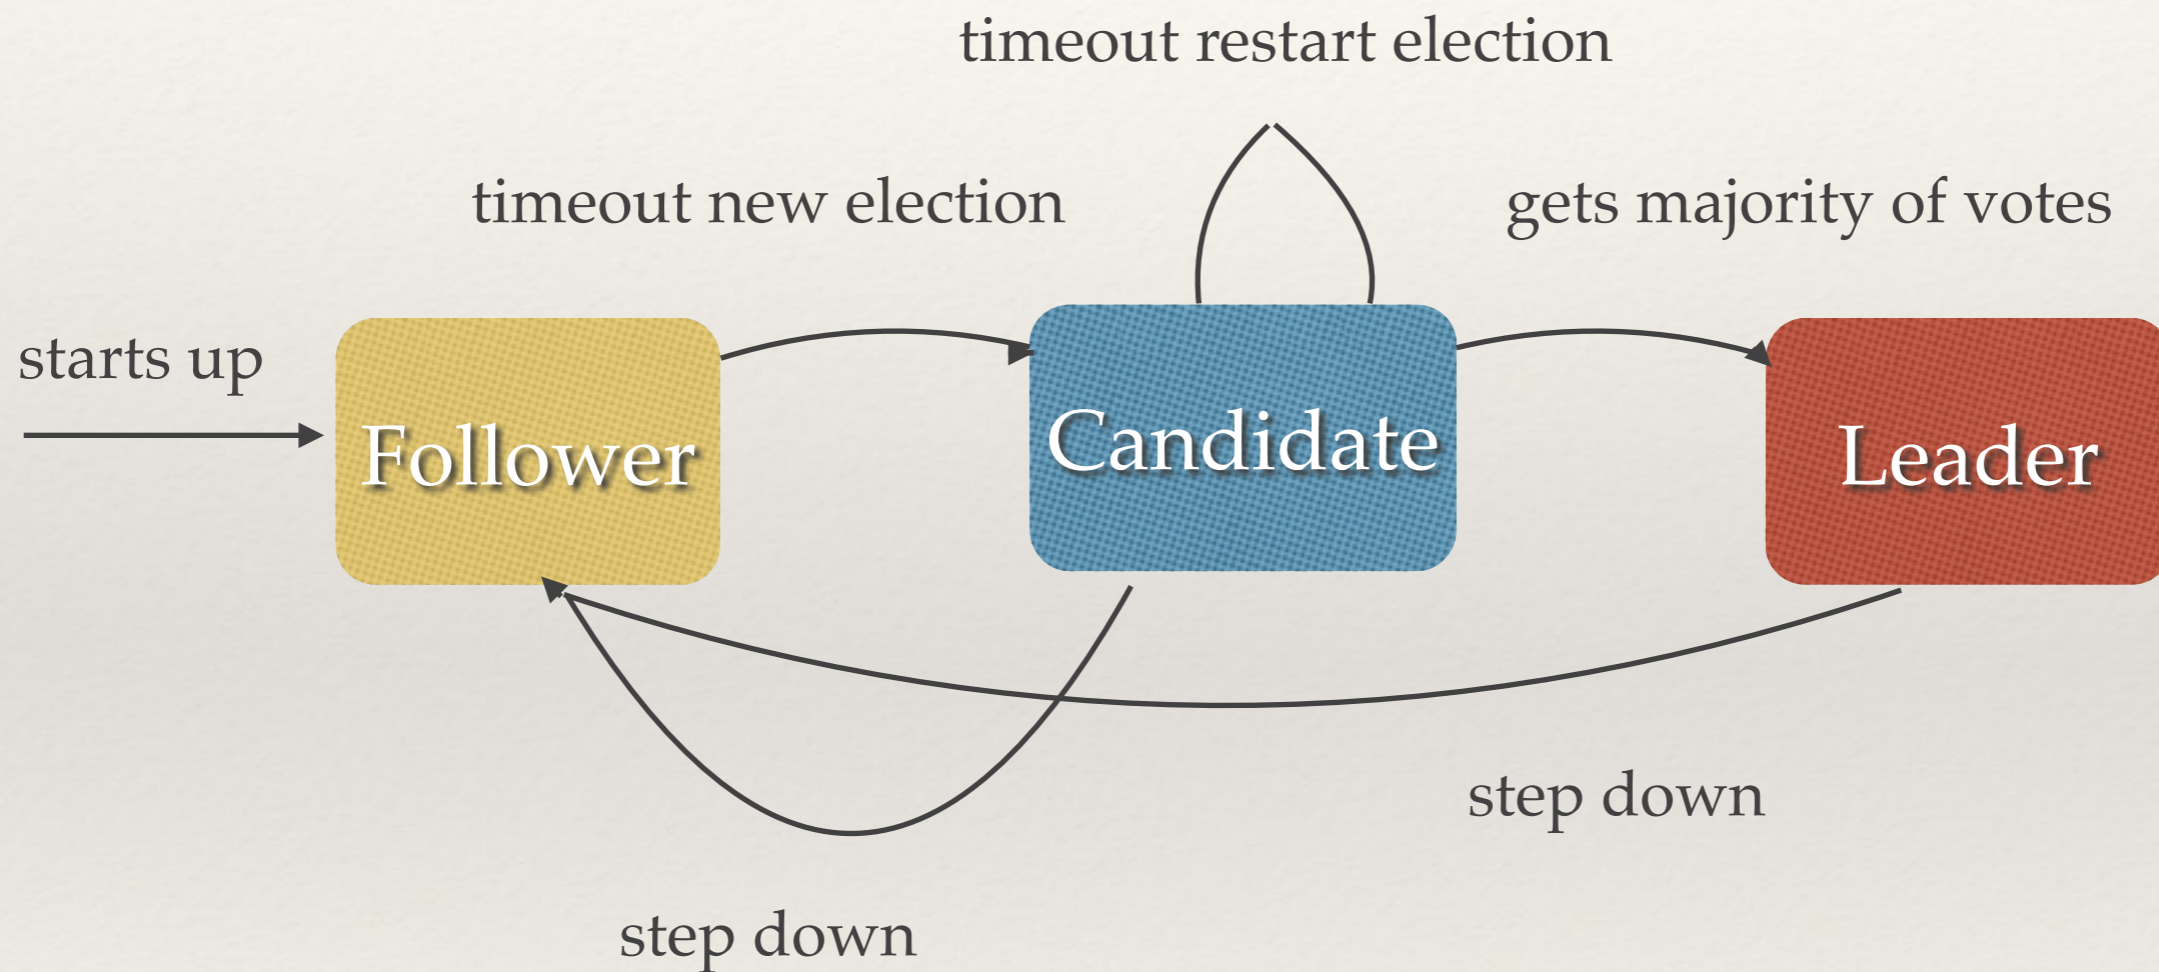 timeout restart election
timeout new election
gets majority of votes
starts up
Follower
Candidate
Leader
step down
step down